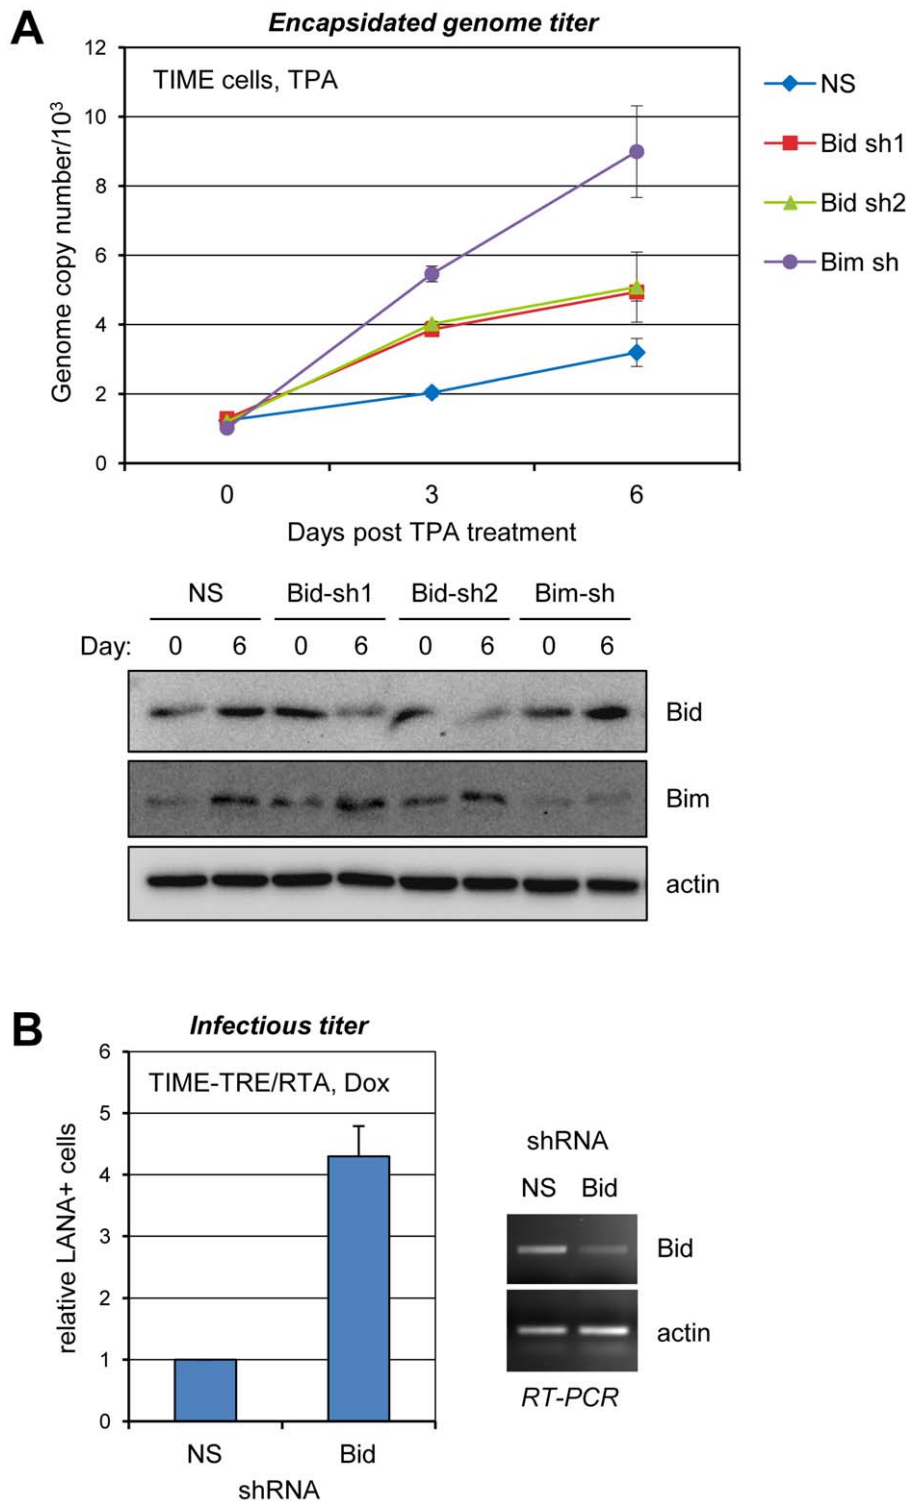 A
Encapsidated genome titer
TIME cells, TPA
Genome copy number/10³
12
10
8
6
4
2
0
0 3 6
Days post TPA treatment
NS
Bid sh1
Bid sh2
Bim sh
NS Bid-sh1 Bid-sh2 Bim-sh
Day: 0 6 0 6 0 6 0 6
Bid
Bim
actin
B
Infectious titer
TIME-TRE/RTA, Dox
relative LANA+ cells
6
5
4
3
2
1
0
NS Bid
shRNA
shRNA
NS Bid
Bid
actin
RT-PCR